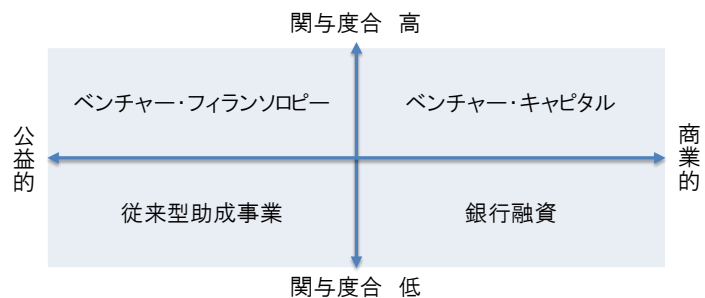 関与度合 高
ベンチャー・フィランソロピー
ベンチャー・キャピタル
公益的
商業的
従来型助成事業
銀行融資
関与度合 低